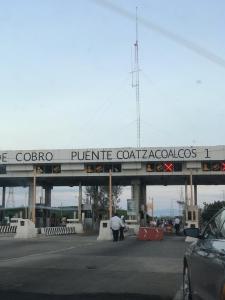 DE COBRO PUENTE COATZACOALCOS 1